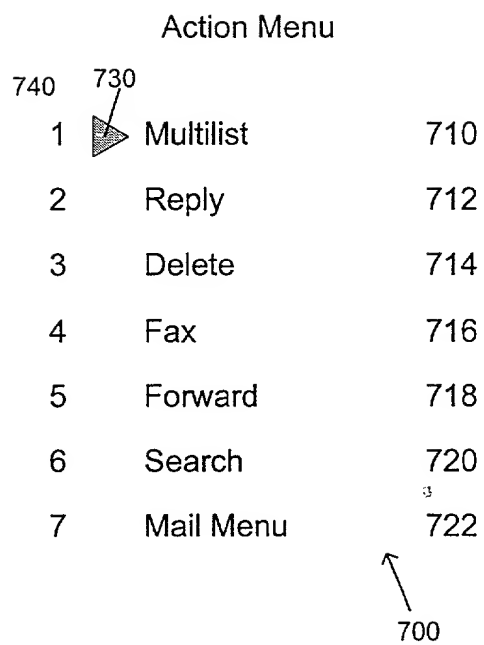 Action Menu
740 730
1 Multilist 710
2 Reply 712
3 Delete 714
4 Fax 716
5 Forward 718
6 Search 720
7 Mail Menu 722
700